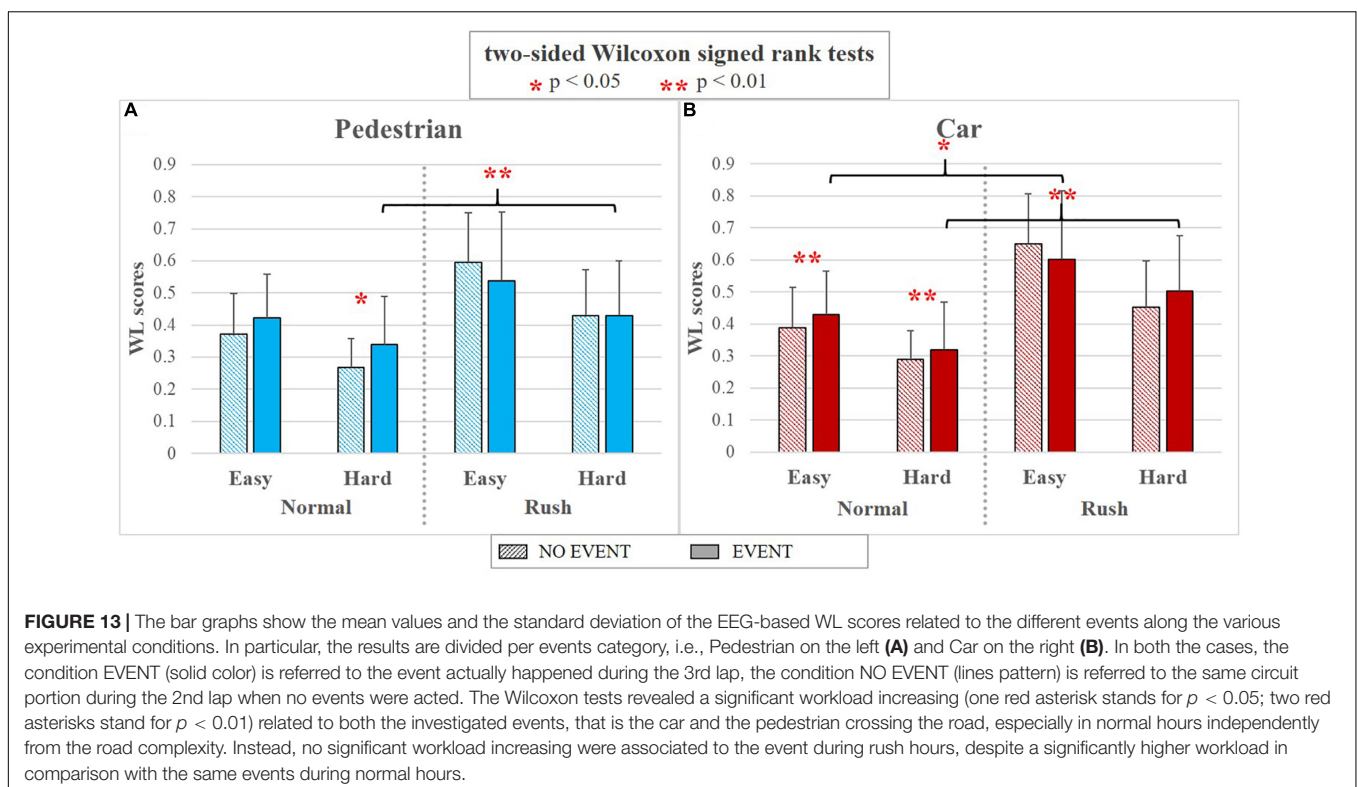 two-sided Wilcoxon signed rank tests
* p < 0.05 ** p < 0.01
A
Pedestrian
WL scores
0.9
0.8
0.7
0.6
0.5
0.4
0.3
0.2
0.1
0
**
*
Easy Hard Easy Hard
Normal Rush
B
Car
WL scores
0.9
0.8
0.7
0.6
0.5
0.4
0.3
0.2
0.1
0
*
**
**
**
Easy Hard Easy Hard
Normal Rush
NO EVENT EVENT
FIGURE 13 | The bar graphs show the mean values and the standard deviation of the EEG-based WL scores related to the different events along the various
experimental conditions. In particular, the results are divided per events category, i.e., Pedestrian on the left (A) and Car on the right (B). In both the cases, the
condition EVENT (solid color) is referred to the event actually happened during the 3rd lap, the condition NO EVENT (lines pattern) is referred to the same circuit
portion during the 2nd lap when no events were acted. The Wilcoxon tests revealed a significant workload increasing (one red asterisk stands for p < 0.05; two red
asterisks stand for p < 0.01) related to both the investigated events, that is the car and the pedestrian crossing the road, especially in normal hours independently
from the road complexity. Instead, no significant workload increasing were associated to the event during rush hours, despite a significantly higher workload in
comparison with the same events during normal hours.